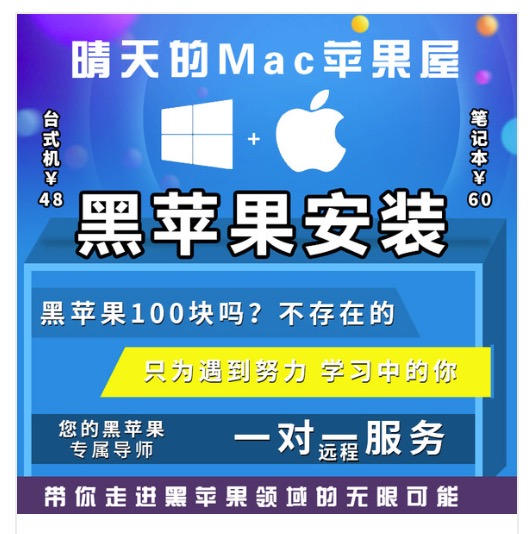 晴天的Mac苹果屋
台式机¥48
+
笔记本¥60
黑苹果安装
黑苹果100块吗？不存在的
只为遇到努力 学习中的你
您的黑苹果
专属导师
一对一服务
远程
带你走进黑苹果领域的无限可能